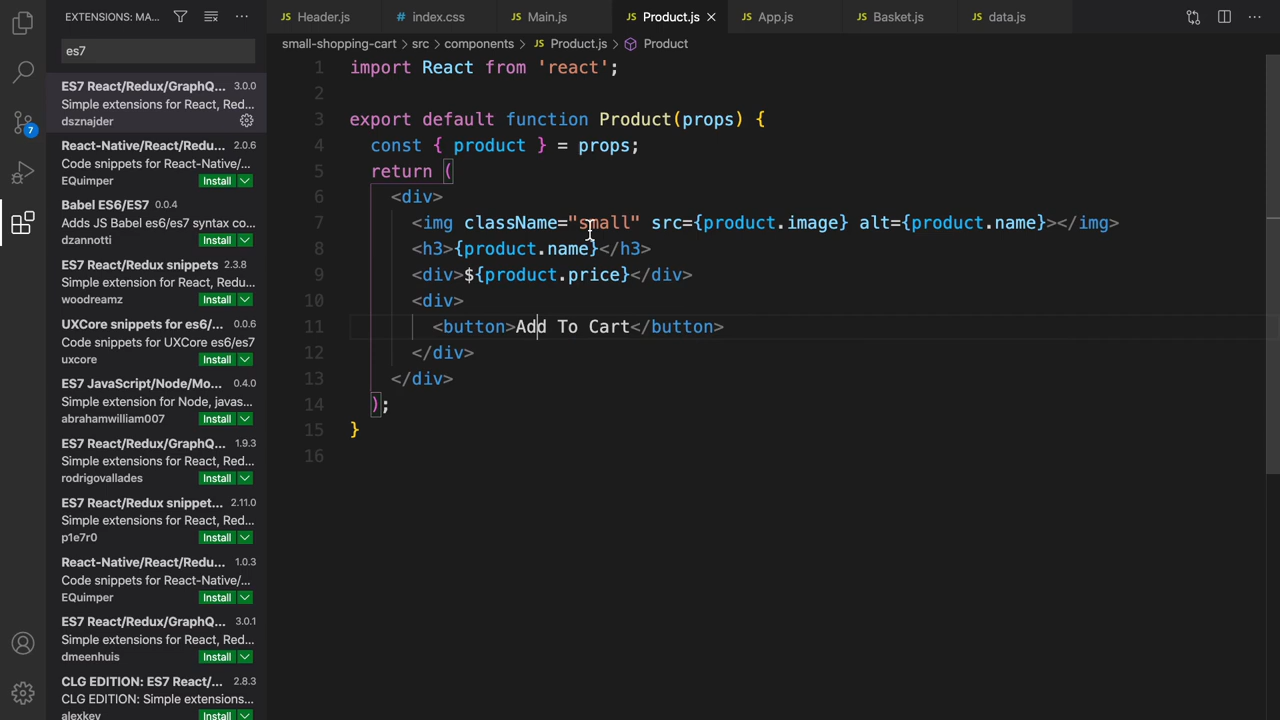 EXTENSIONS: MA...
es7
ES7 React/Redux/GraphQ... 3.0.0
Simple extensions for React, Red...
dsznajder
React-Native/React/Redu... 2.0.6
Code snippets for React-Native/...
EQuimper Install
Babel ES6/ES7 0.0.4
Adds JS Babel es6/es7 syntax co...
dzannotti Install
ES7 React/Redux snippets 2.3.8
Simple extensions for React, Red...
woodreamz Install
UXCore snippets for es6/... 0.0.6
Code snippets for UXCore es6/es7
uxcore Install
ES7 JavaScript/Node/Mo... 0.4.0
Simple extension for Node, javas...
abrahamwilliam007 Install
ES7 React/Redux/GraphQ... 1.9.3
Simple extensions for React, Red...
rodrigovallades Install
ES7 React/Redux snippet... 2.11.0
Simple extensions for React, Red...
p1e7r0 Install
React-Native/React/Redu... 1.0.3
Code snippets for React-Native/...
EQuimper Install
ES7 React/Redux/GraphQ... 3.0.1
Simple extensions for React, Red...
dmeenhuis Install
CLG EDITION: ES7 React/... 2.8.3
CLG EDITION: Simple extensions...
alexkev Install
7
JS Header.js # index.css JS Main.js JS Product.js JS App.js JS Basket.js JS data.js
small-shopping-cart > src > components > JS Product.js > Product
1 import React from 'react';
2
3 export default function Product(props) {
4 const { product } = props;
5 return (
6 <div>
7 <img className="small" src={product.image} alt={product.name}></img>
8 <h3>{product.name}</h3>
9 <div>${product.price}</div>
10 <div>
11 <button>Add To Cart</button>
12 </div>
13 </div>
14 );
15 }
16